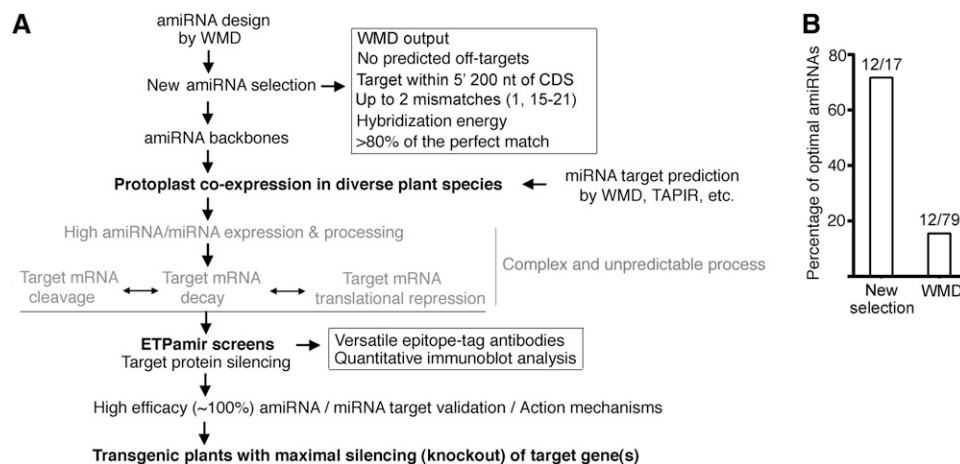 A
amiRNA design
by WMD
New amiRNA selection
WMD output
No predicted off-targets
Target within 5' 200 nt of CDS
Up to 2 mismatches (1, 15-21)
Hybridization energy
>80% of the perfect match
amiRNA backbones
Protoplast co-expression in diverse plant species
miRNA target prediction
by WMD, TAPIR, etc.
High amiRNA/miRNA expression & processing
Target mRNA
cleavage
Target mRNA
decay
Target mRNA
translational repression
Complex and unpredictable process
ETPamir screens
Target protein silencing
Versatile epitope-tag antibodies
Quantitative immunoblot analysis
High efficacy (~100%) amiRNA / miRNA target validation / Action mechanisms
Transgenic plants with maximal silencing (knockout) of target gene(s)
B
Percentage of optimal amiRNAs
80
60
40
20
12/17
12/79
New
selection
WMD